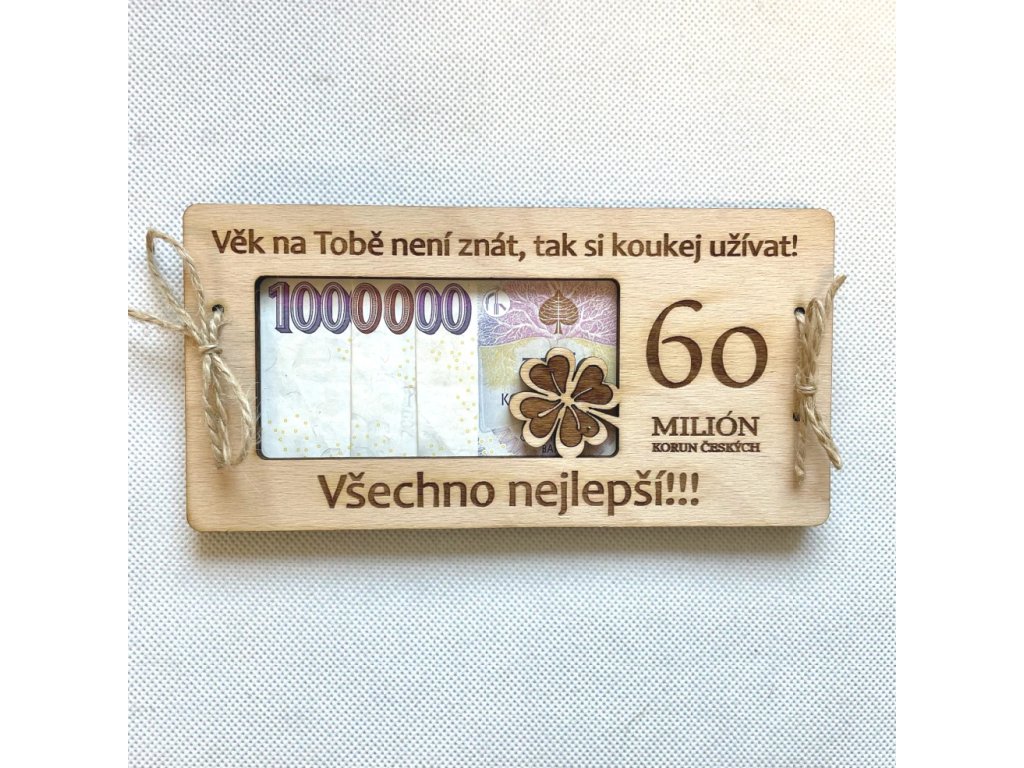 Věk na Tobě není znát, tak si koukej užívat!
1000000
60
MILIÓN
KORUN ČESKÝCH
Všechno nejlepší!!!